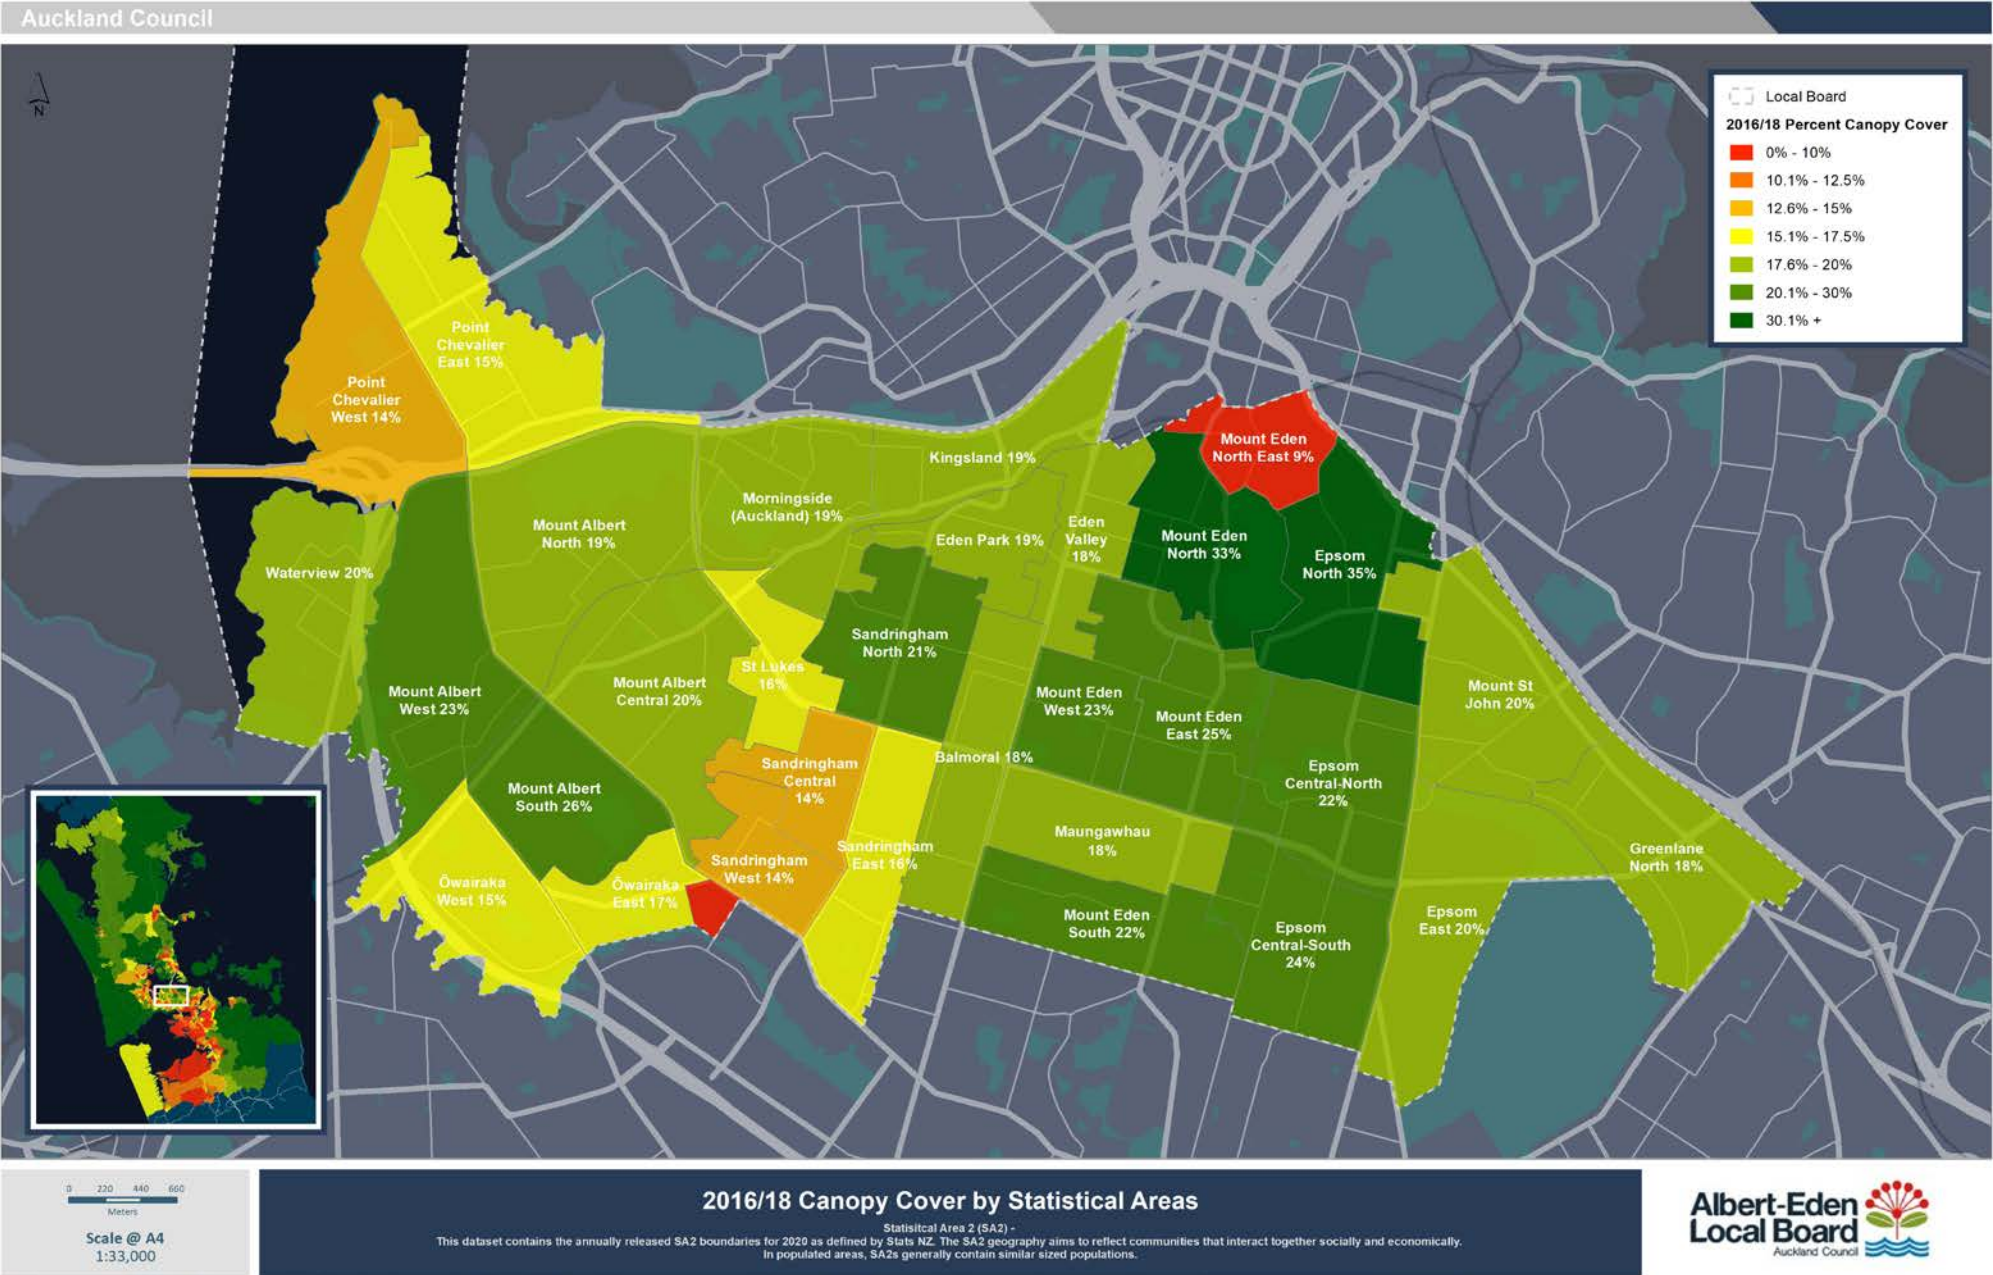 Auckland Council
N
Local Board
2016/18 Percent Canopy Cover
0% - 10%
10.1% - 12.5%
12.6% - 15%
15.1% - 17.5%
17.6% - 20%
20.1% - 30%
30.1% +
Point
Chevalier
East 15%
Point
Chevalier
West 14%
Mount Eden
North East 9%
Kingsland 19%
Morningside
(Auckland) 19%
Mount Albert
North 19%
Eden Park 19%
Eden
Valley
18%
Mount Eden
North 33%
Epsom
North 35%
Waterview 20%
Sandringham
North 21%
St Lukes
16%
Mount Albert
West 23%
Mount Albert
Central 20%
Mount Eden
West 23%
Mount Eden
East 25%
Mount St
John 20%
Balmoral 18%
Sandringham
Central
14%
Epsom
Central-North
22%
Mount Albert
South 26%
Maungawhau
18%
Sandringham
East 16%
Greenlane
North 18%
Sandringham
West 14%
Ōwairaka
West 15%
Ōwairaka
East 17%
Mount Eden
South 22%
Epsom
East 20%
Epsom
Central-South
24%
0 220 440 660
Meters
Scale @ A4
1:33,000
2016/18 Canopy Cover by Statistical Areas
Statisitcal Area 2 (SA2) -
This dataset contains the annually released SA2 boundaries for 2020 as defined by Stats NZ. The SA2 geography aims to reflect communities that interact together socially and economically.
In populated areas, SA2s generally contain similar sized populations.
Albert-Eden
Local Board
Auckland Council